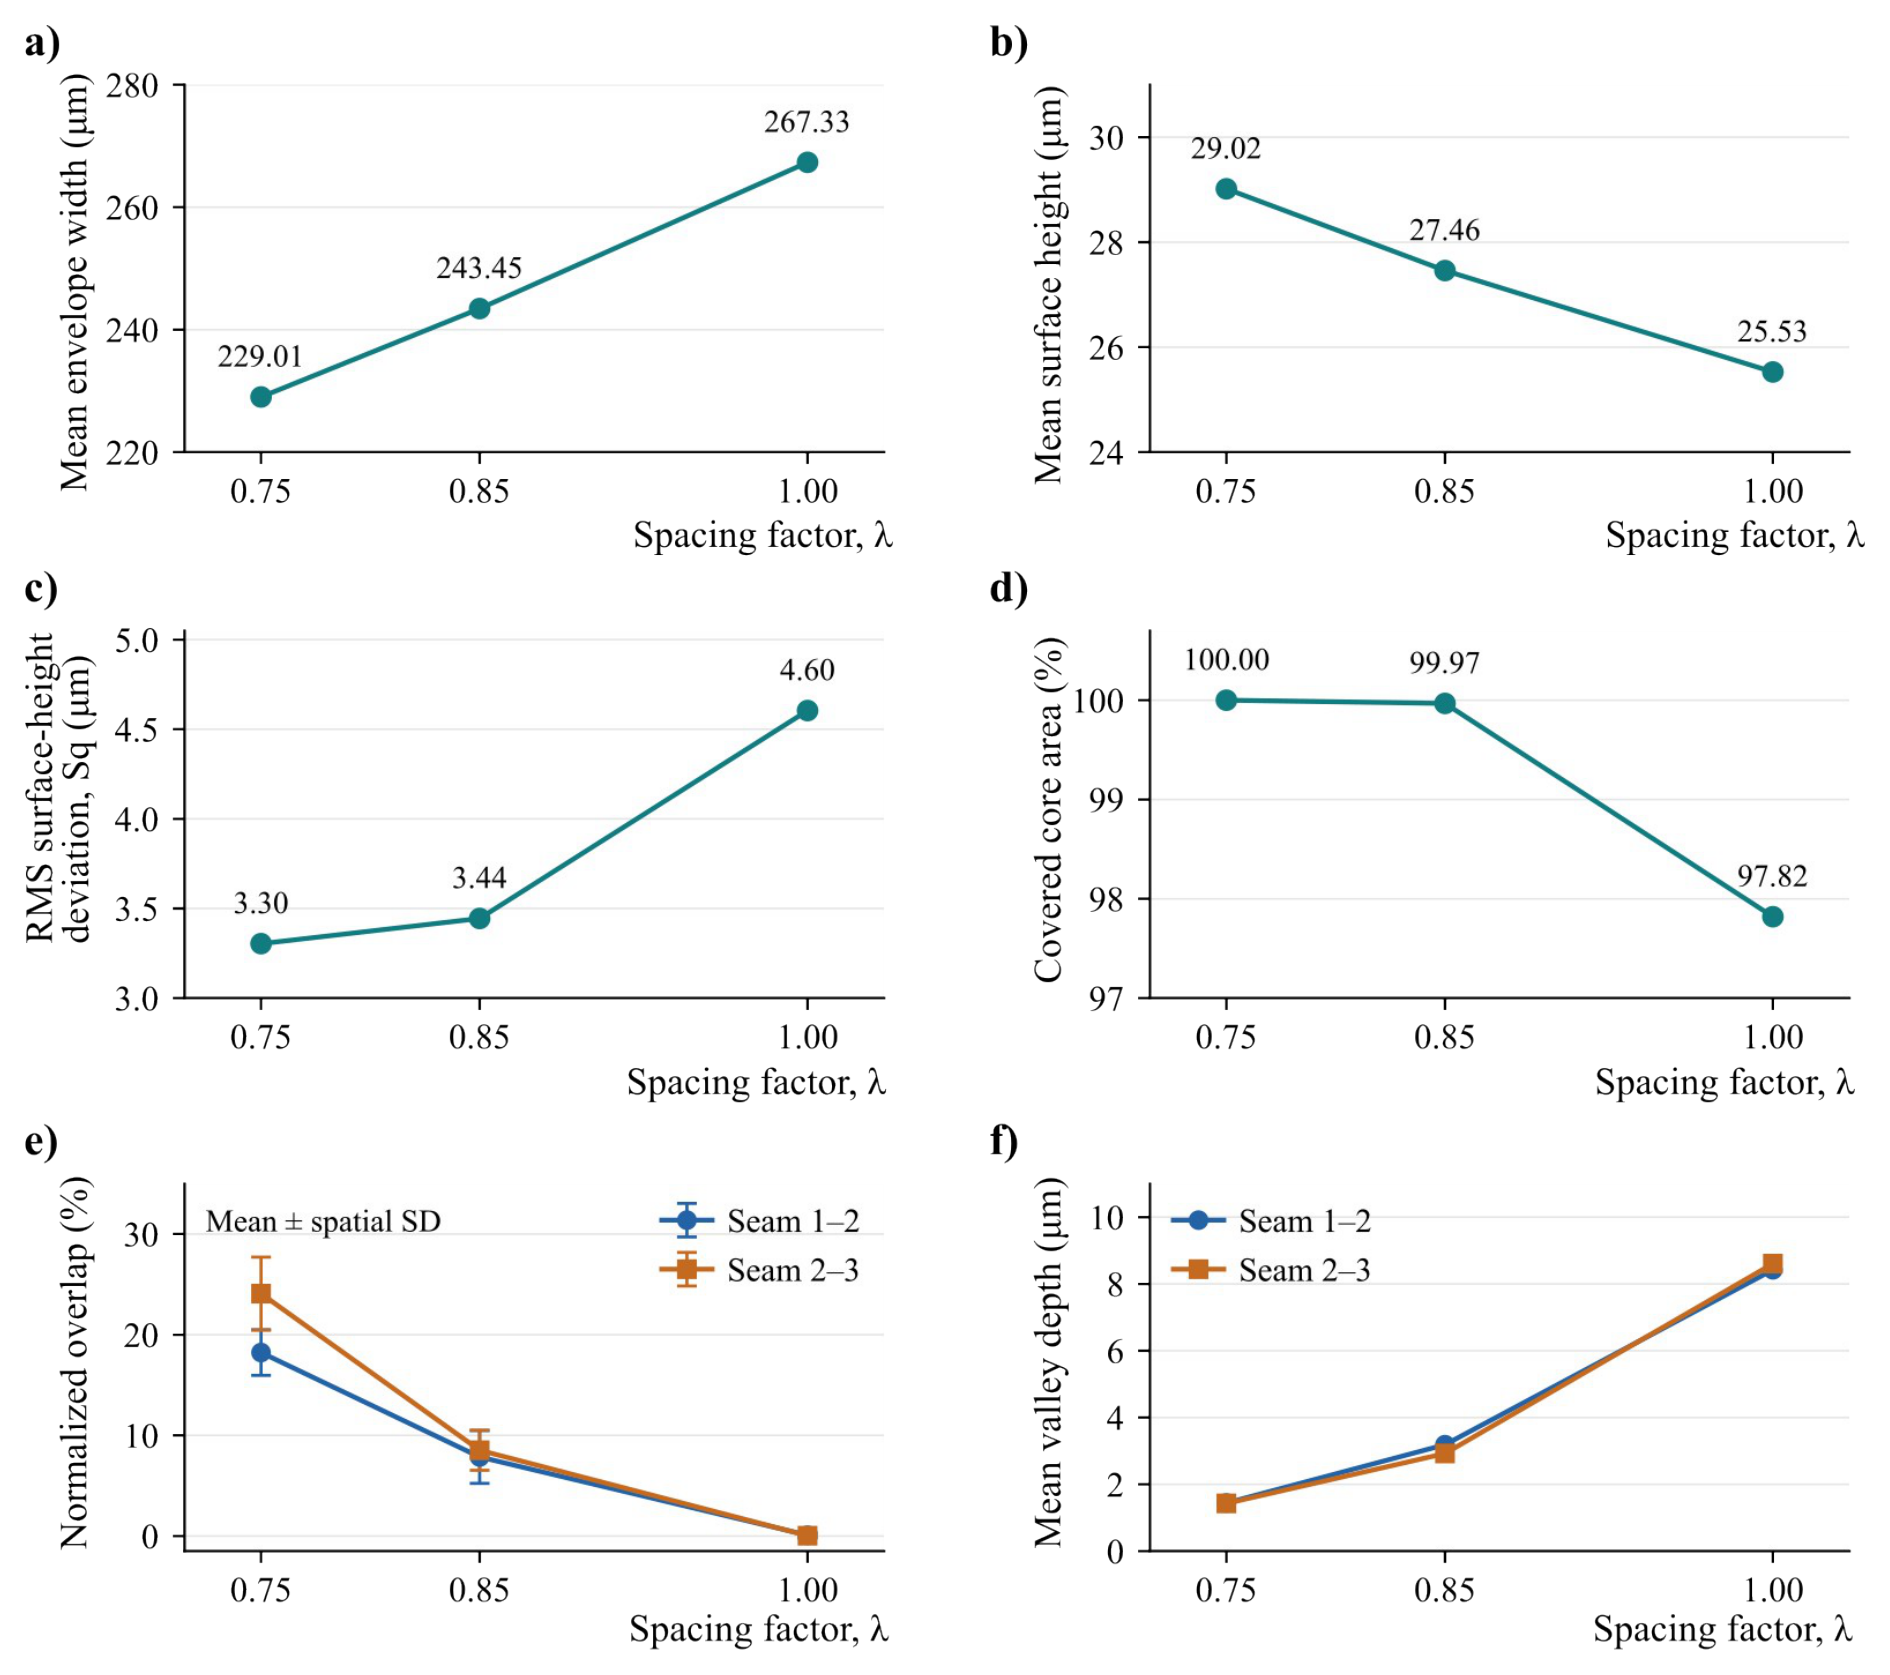 a)
Mean envelope width (μm)
280
260
240
220
229.01
243.45
267.33
0.75
0.85
1.00
Spacing factor, λ
b)
Mean surface height (μm)
30
28
26
24
29.02
27.46
25.53
0.75
0.85
1.00
Spacing factor, λ
c)
RMS surface-height
deviation, Sq (μm)
5.0
4.5
4.0
3.5
3.0
3.30
3.44
4.60
0.75
0.85
1.00
Spacing factor, λ
d)
Covered core area (%)
100
99
98
97
100.00
99.97
97.82
0.75
0.85
1.00
Spacing factor, λ
e)
Normalized overlap (%)
30
20
10
0
Mean ± spatial SD
Seam 1–2
Seam 2–3
0.75
0.85
1.00
Spacing factor, λ
f)
Mean valley depth (μm)
10
8
6
4
2
0
Seam 1–2
Seam 2–3
0.75
0.85
1.00
Spacing factor, λ